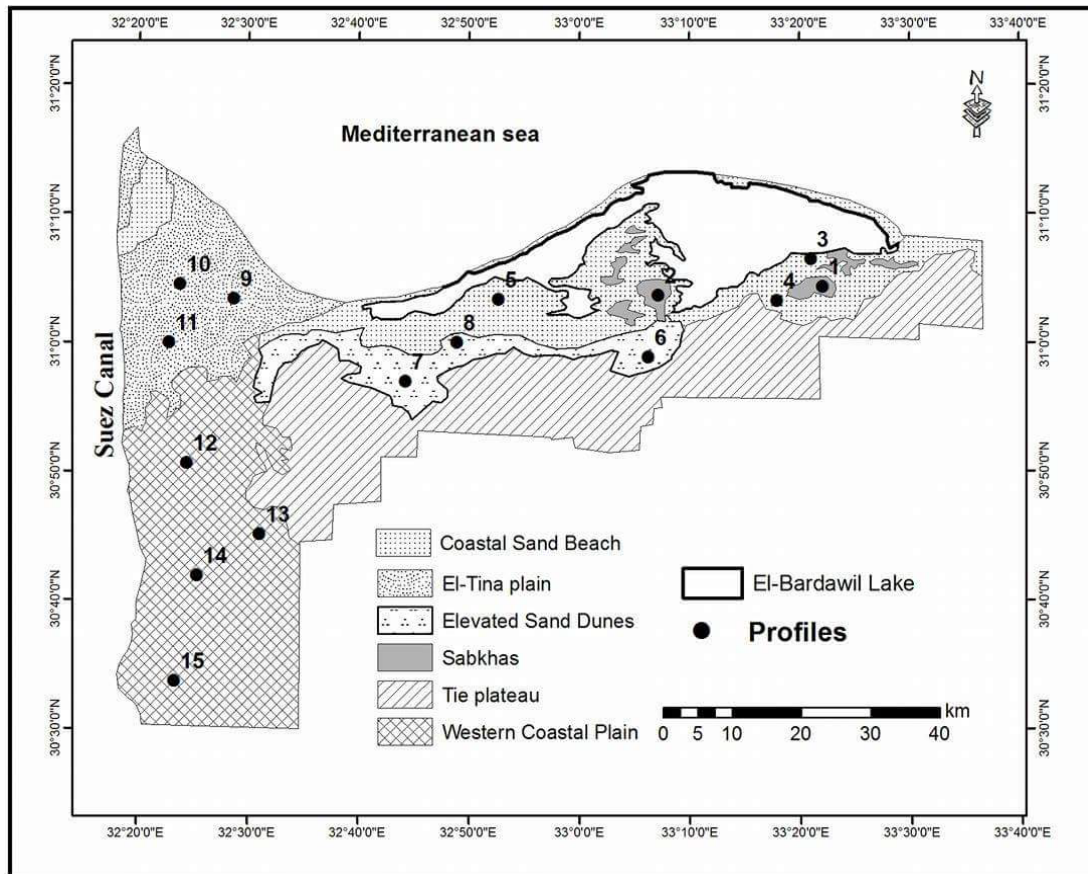 32°20'0"E 32°30'0"E 32°40'0"E 32°50'0"E 33°0'0"E 33°10'0"E 33°20'0"E 33°30'0"E 33°40'0"E
31°20'0"N
31°20'0"N
N
Mediterranean sea
31°10'0"N
31°10'0"N
3
10
9
5
2
1
4
11
8
6
31°0'0"N
31°0'0"N
7
Suez Canal
12
30°50'0"N
30°50'0"N
13
Coastal Sand Beach
14
El-Tina plain
El-Bardawil Lake
30°40'0"N
30°40'0"N
Elevated Sand Dunes
Profiles
Sabkhas
15
Tie plateau
km
Western Coastal Plain
0 5 10 20 30 40
30°30'0"N
30°30'0"N
32°20'0"E 32°30'0"E 32°40'0"E 32°50'0"E 33°0'0"E 33°10'0"E 33°20'0"E 33°30'0"E 33°40'0"E